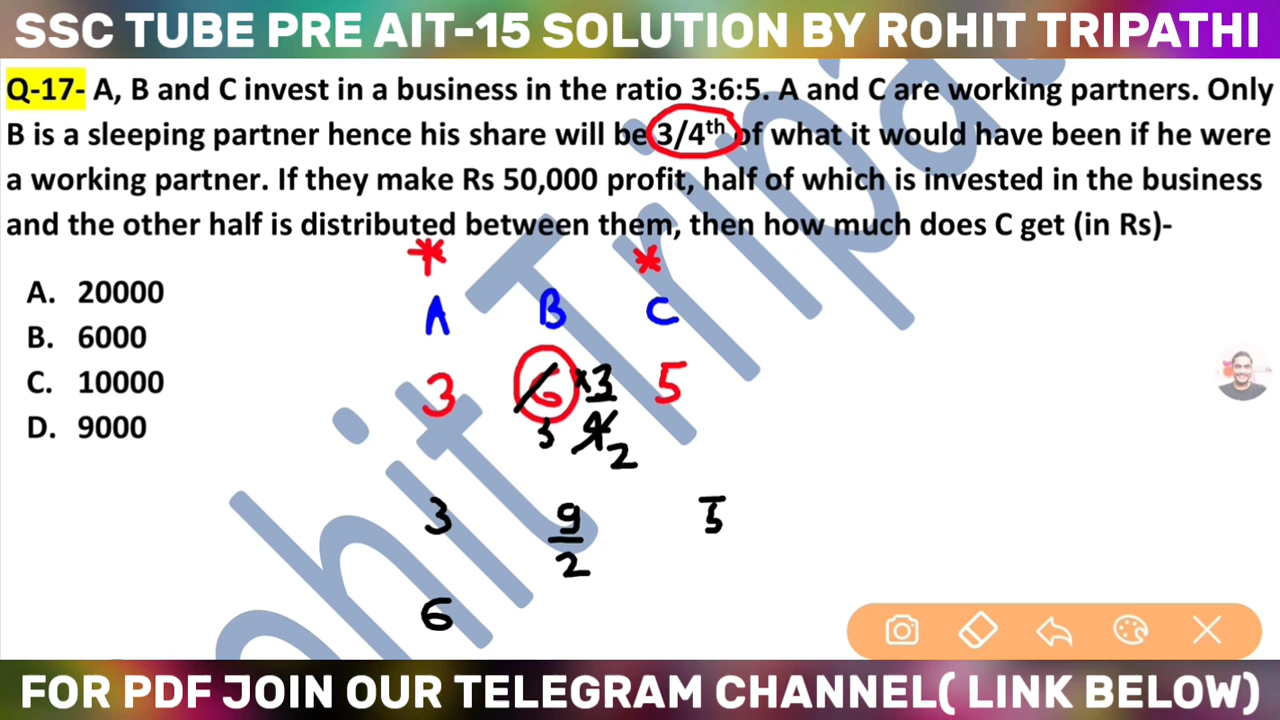 SSC TUBE PRE AIT-15 SOLUTION BY ROHIT TRIPATHI
Q-17- A, B and C invest in a business in the ratio 3:6:5. A and C are working partners. Only
B is a sleeping partner hence his share will be 3/4th of what it would have been if he were
a working partner. If they make Rs 50,000 profit, half of which is invested in the business
and the other half is distributed between them, then how much does C get (in Rs)-
A. 20000
B. 6000
C. 10000
D. 9000
* *
A B C
3 6 × 3/4 5
3 2
3 9/2 5
6
Rohit Tripathi
FOR PDF JOIN OUR TELEGRAM CHANNEL( LINK BELOW)